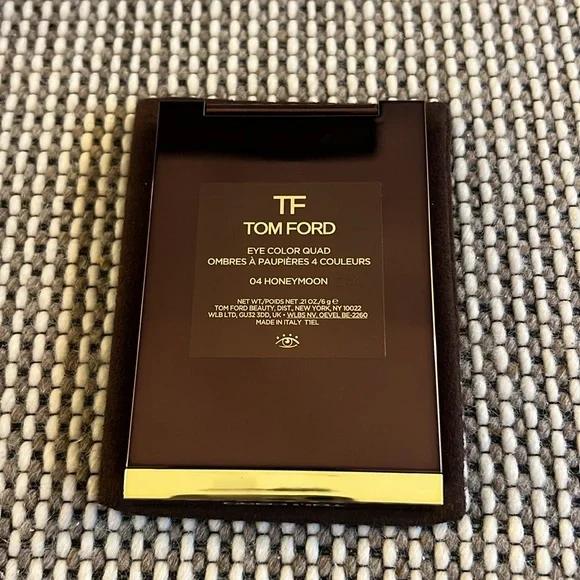 TF
TOM FORD
EYE COLOR QUAD
OMBRES À PAUPIÈRES 4 COULEURS
04 HONEYMOON
NET WT/POIDS NET .21 OZ./6 g ℮
TOM FORD BEAUTY, DIST., NEW YORK, NY 10022
WLB LTD, GU32 3DD, UK • WLBS NV, OEVEL BE-2260
MADE IN ITALY T1EL